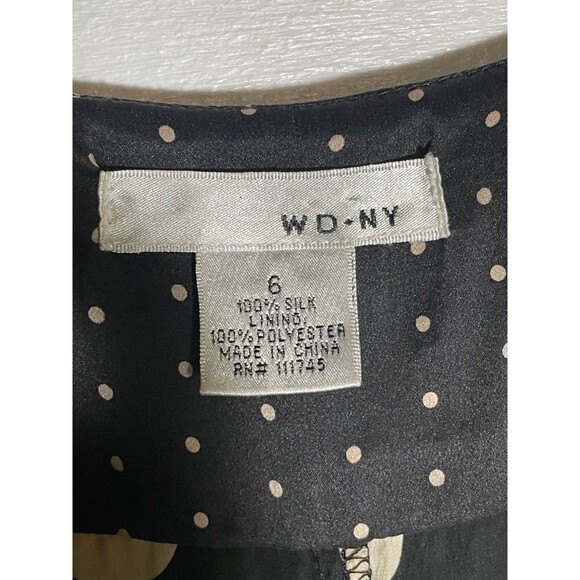 WD•NY
6
100% SILK
LINING,
100% POLYESTER
MADE IN CHINA
RN# 111745